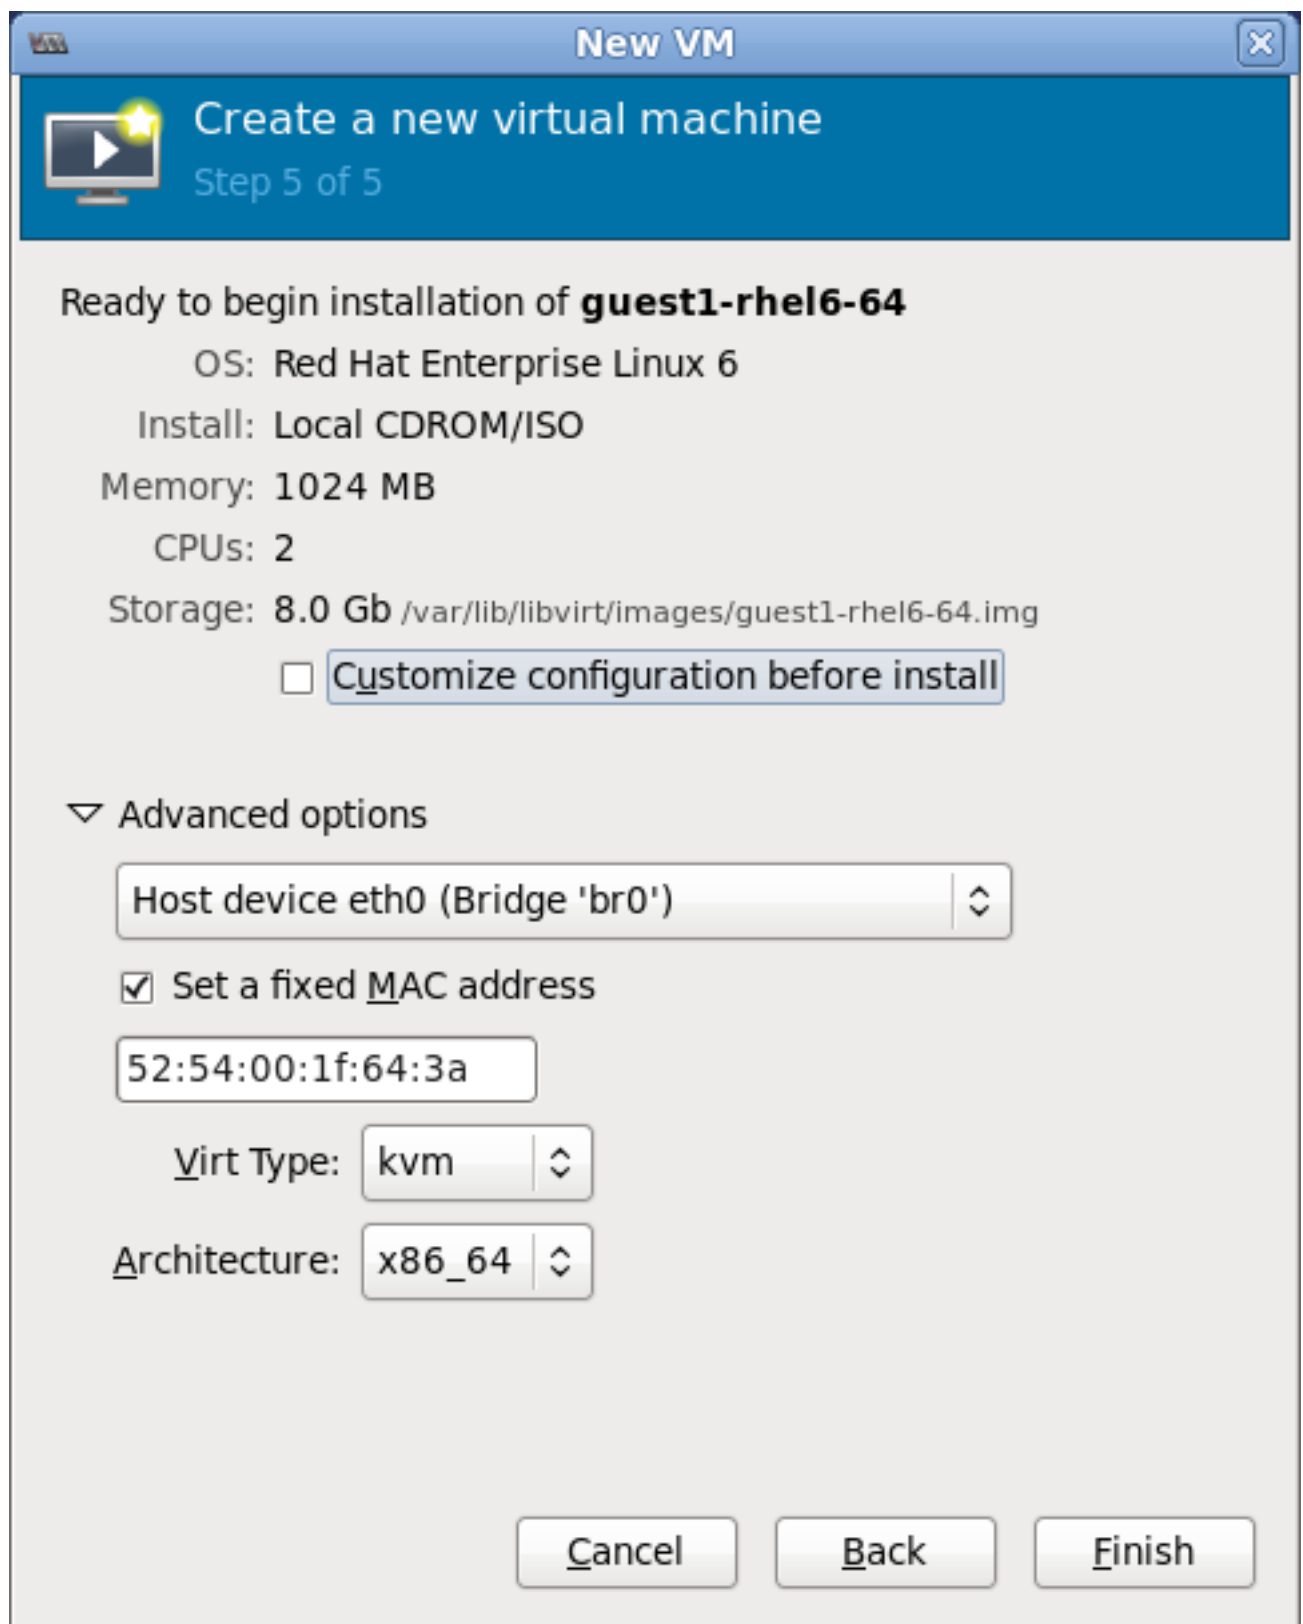 New VM
Create a new virtual machine
Step 5 of 5
Ready to begin installation of guest1-rhel6-64
OS: Red Hat Enterprise Linux 6
Install: Local CDROM/ISO
Memory: 1024 MB
CPUs: 2
Storage: 8.0 Gb /var/lib/libvirt/images/guest1-rhel6-64.img
Customize configuration before install
Advanced options
Host device eth0 (Bridge 'br0')
Set a fixed MAC address
52:54:00:1f:64:3a
Virt Type: kvm
Architecture: x86_64
Cancel Back Finish